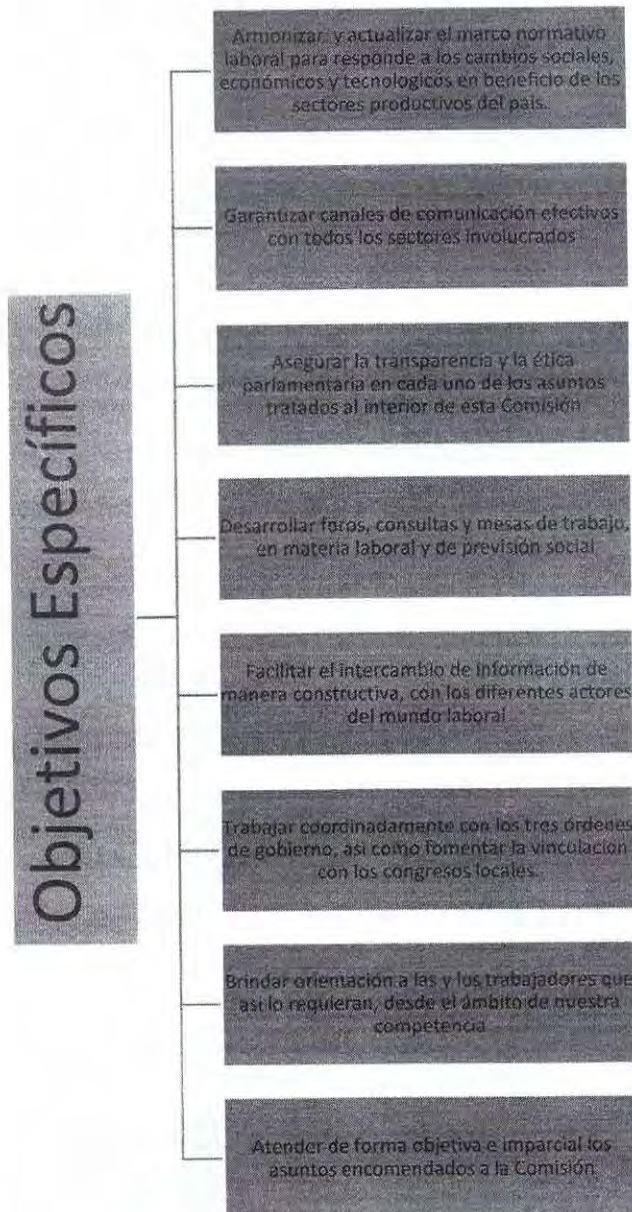 Objetivos Específicos
Armonizar y actualizar el marco normativo
laboral para responde a los cambios sociales,
económicos y tecnologicos en beneficio de los
sectores productivos del país.
Garantizar canales de comunicación efectivos
con todos los sectores involucrados
Asegurar la transparencia y la ética
parlamentaria en cada uno de los asuntos
tratados al interior de esta Comisión
Desarrollar foros, consultas y mesas de trabajo,
en materia laboral y de previsión social
Facilitar el intercambio de información de
manera constructiva, con los diferentes actores
del mundo laboral
Trabajar coordinadamente con los tres órdenes
de gobierno, así como fomentar la vinculación
con los congresos locales.
Brindar orientación a las y los trabajadores que
así lo requieran, desde el ámbito de nuestra
competencia
Atender de forma objetiva e imparcial los
asuntos encomendados a la Comisión